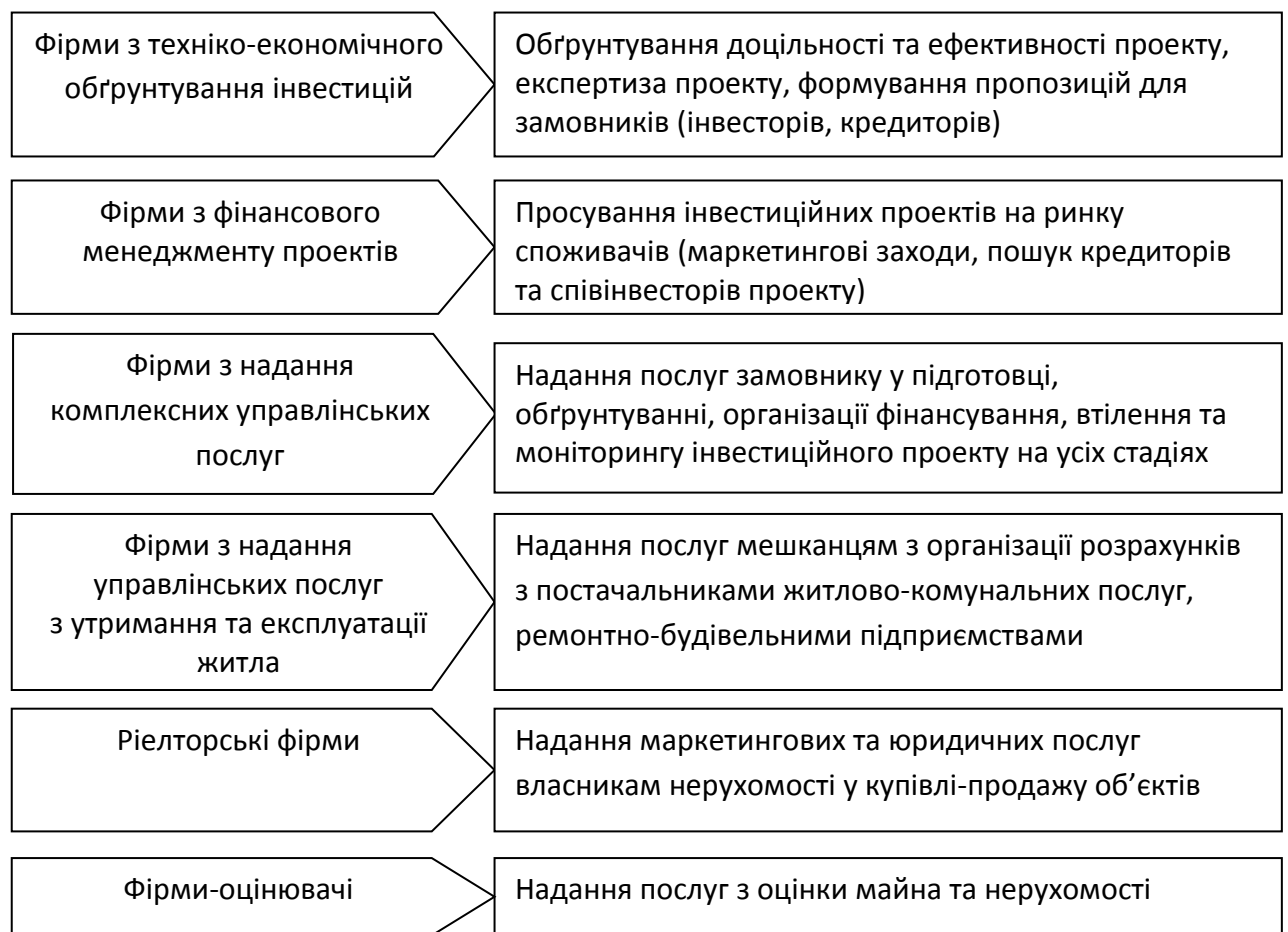 Фірми з техніко-економічного
обґрунтування інвестицій
Обґрунтування доцільності та ефективності проекту,
експертиза проекту, формування пропозицій для
замовників (інвесторів, кредиторів)
Фірми з фінансового
менеджменту проектів
Просування інвестиційних проектів на ринку
споживачів (маркетингові заходи, пошук кредиторів
та співінвесторів проекту)
Фірми з надання
комплексних управлінських
послуг
Надання послуг замовнику у підготовці,
обґрунтуванні, організації фінансування, втілення та
моніторингу інвестиційного проекту на усіх стадіях
Фірми з надання
управлінських послуг
з утримання та експлуатації
житла
Надання послуг мешканцям з організації розрахунків
з постачальниками житлово-комунальних послуг,
ремонтно-будівельними підприємствами
Ріелторські фірми
Надання маркетингових та юридичних послуг
власникам нерухомості у купівлі-продажу об’єктів
Фірми-оцінювачі
Надання послуг з оцінки майна та нерухомості